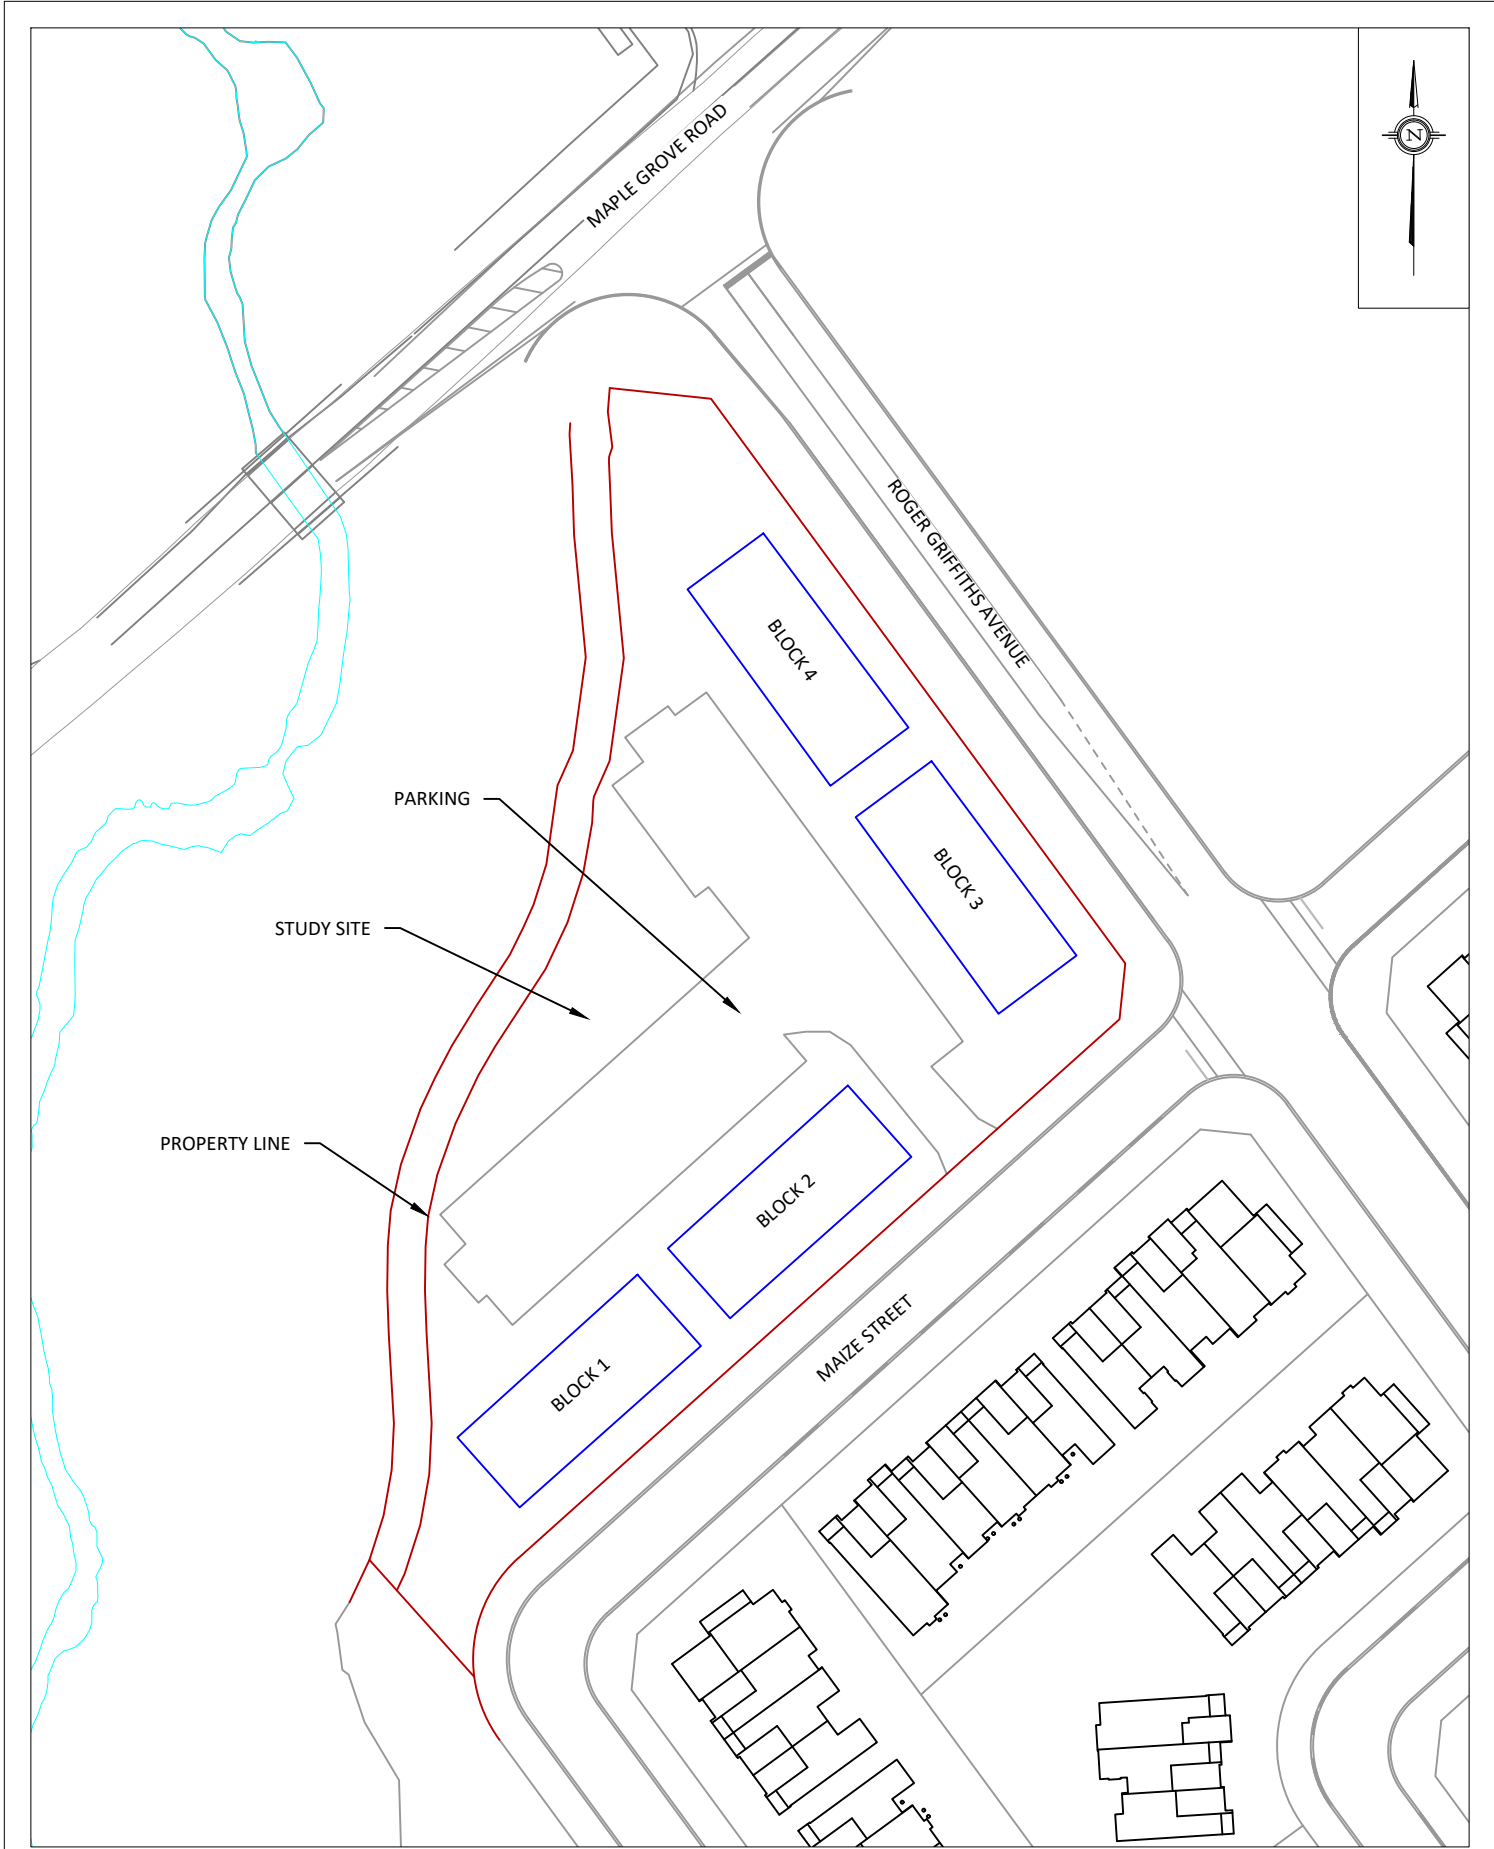 N
MAPLE GROVE ROAD
ROGER GRIFFITHS AVENUE
BLOCK 4
PARKING
BLOCK 3
STUDY SITE
PROPERTY LINE
BLOCK 2
MAIZE STREET
BLOCK 1